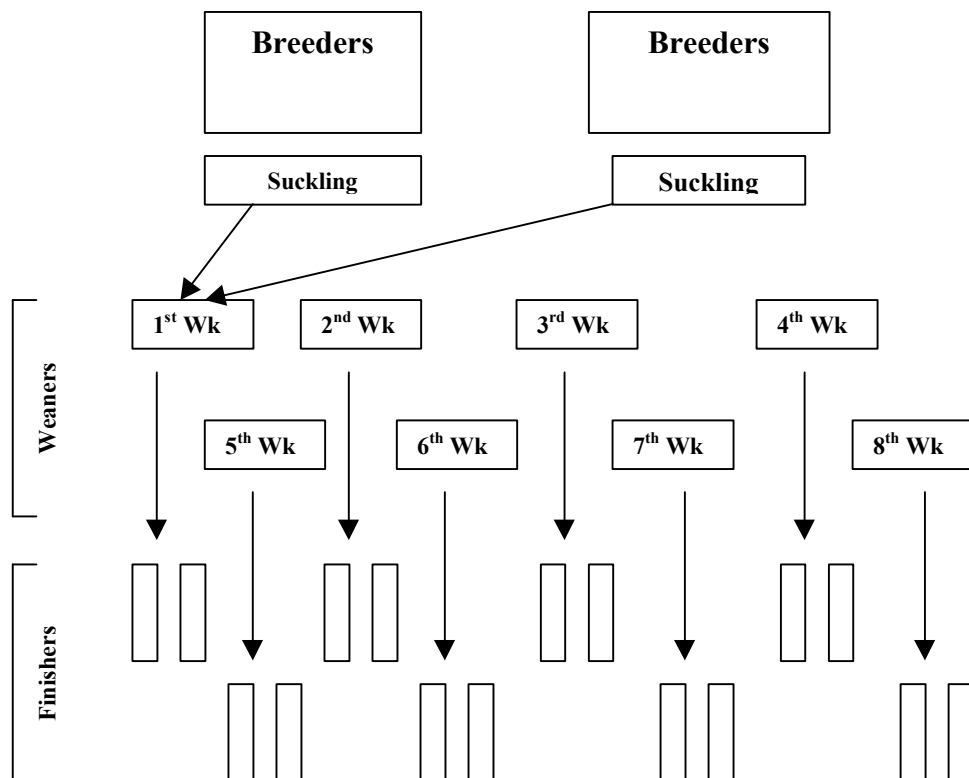 Breeders
Breeders
Suckling
Suckling
1st Wk
2nd Wk
3rd Wk
4th Wk
Weaners
5th Wk
6th Wk
7th Wk
8th Wk
Finishers